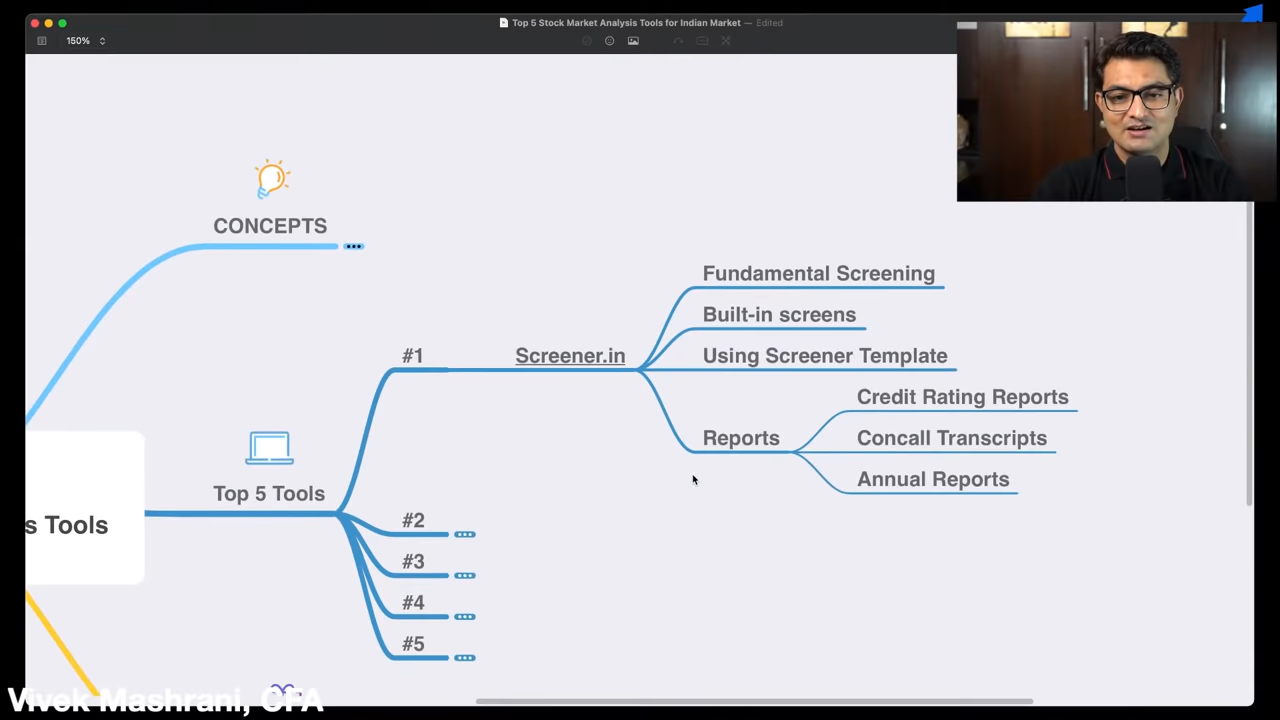 Top 5 Stock Market Analysis Tools for Indian Market — Edited
150%
CONCEPTS
Fundamental Screening
Built-in screens
#1
Screener.in
Using Screener Template
Credit Rating Reports
Reports
Concall Transcripts
Annual Reports
Top 5 Tools
s Tools
#2
#3
#4
#5
Vivek Mashrani, CFA